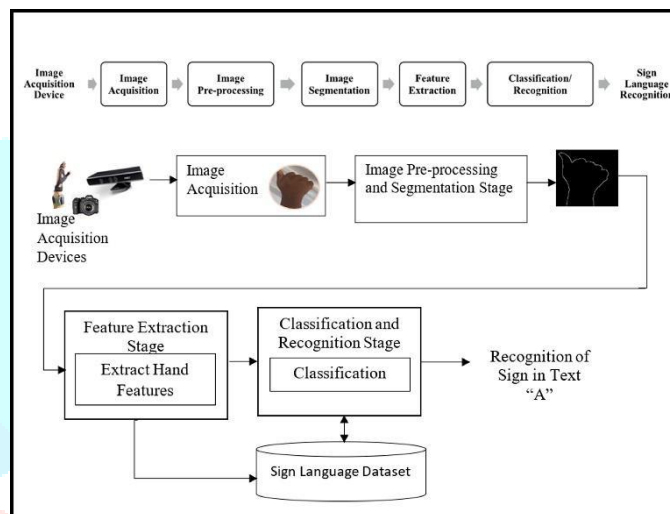 Image
Acquisition
Device
Image
Acquisition
Image
Pre-processing
Image
Segmentation
Feature
Extraction
Classification/
Recognition
Sign
Language
Recognition
Image
Acquisition
Devices
Image
Acquisition
Image Pre-processing
and Segmentation Stage
Feature Extraction
Stage
Extract Hand
Features
Classification and
Recognition Stage
Classification
Recognition of
Sign in Text
“A”
Sign Language Dataset